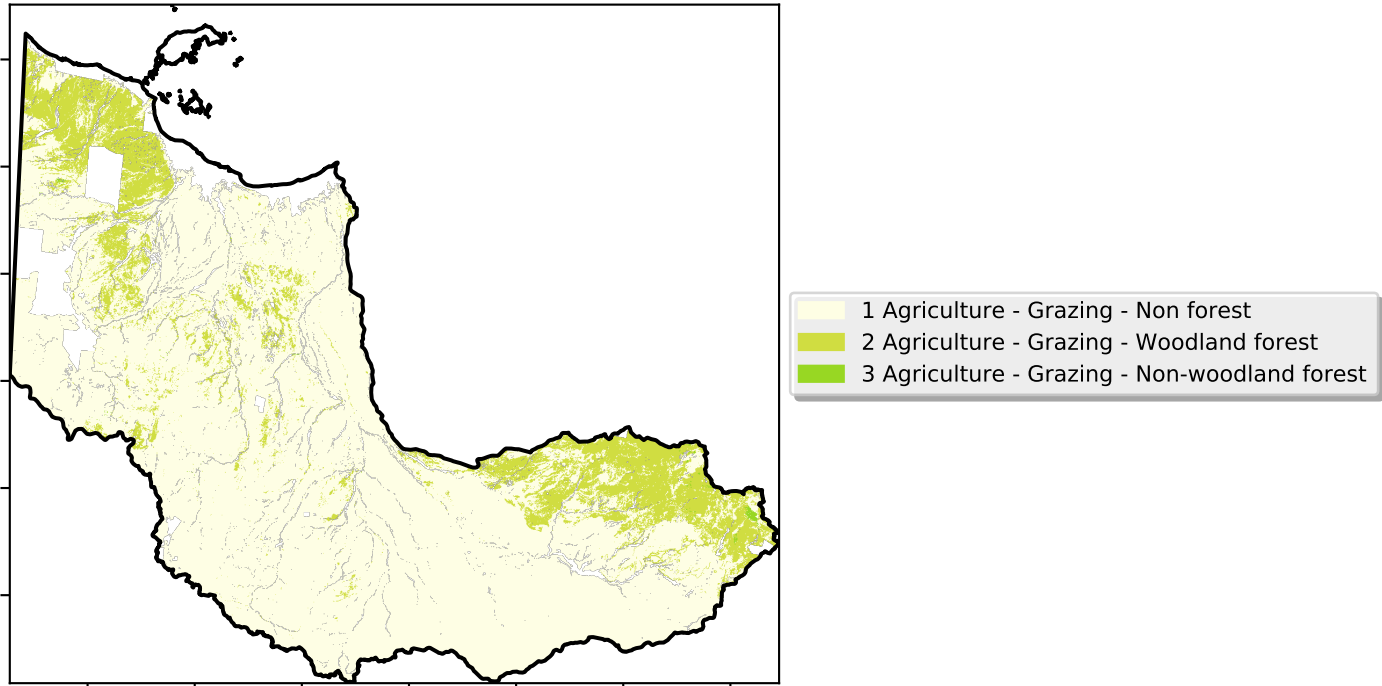 1 Agriculture - Grazing - Non forest
2 Agriculture - Grazing - Woodland forest
3 Agriculture - Grazing - Non-woodland forest